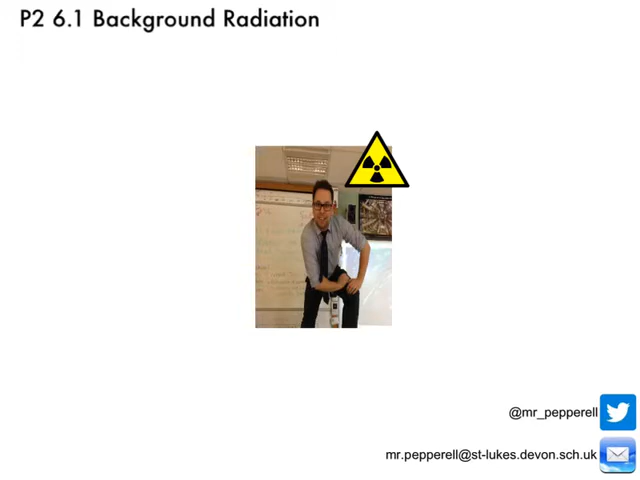 P2 6.1 Background Radiation
@mr_pepperell
mr.pepperell@st-lukes.devon.sch.uk